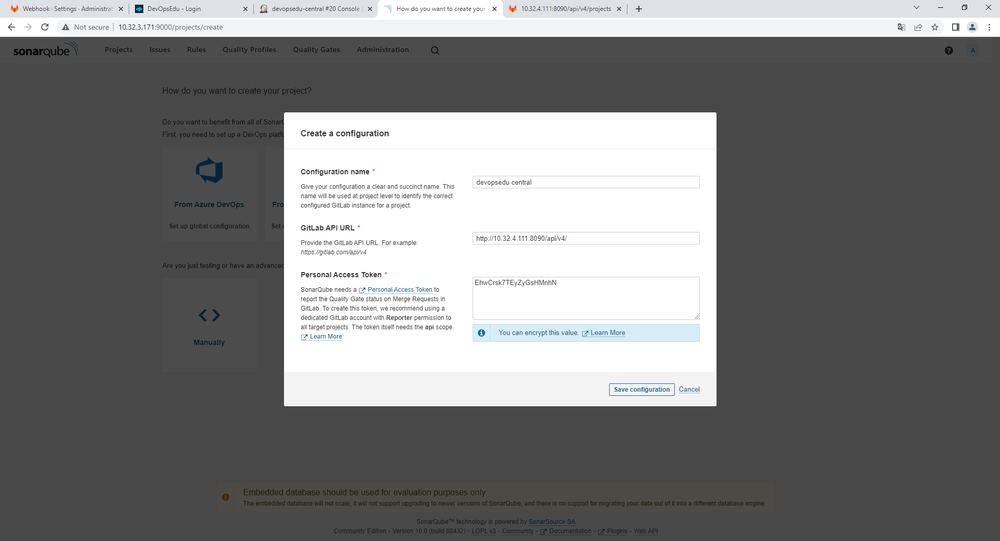 Webhook · Settings · Administrat
DevOpsEdu - Login
devopsedu-central #20 Console
How do you want to create your
10.32.4.111:8090/api/v4/projects
Not secure
10.32.3.171:9000/projects/create
sonarqube
Projects
Issues
Rules
Quality Profiles
Quality Gates
Administration
?
A
How do you want to create your project?
Do you want to benefit from all of Sonar
First, you need to set up a DevOps platfo
From Azure DevOps
Set up global configuration
Fro
Set
Are you just testing or have an advanced
Manually
Create a configuration
Configuration name *
Give your configuration a clear and succinct name. This
name will be used at project level to identify the correct
configured GitLab instance for a project.
devopsedu central
GitLab API URL *
Provide the GitLab API URL. For example:
https://gitlab.com/api/v4
http://10.32.4.111:8090/api/v4/
Personal Access Token *
SonarQube needs a Personal Access Token to
report the Quality Gate status on Merge Requests in
GitLab. To create this token, we recommend using a
dedicated GitLab account with Reporter permission to
all target projects. The token itself needs the api scope.
Learn More
EhwCrsk7TEyZyGsHMnhN
You can encrypt this value. Learn More
Save configuration
Cancel
Embedded database should be used for evaluation purposes only
The embedded database will not scale, it will not support upgrading to newer versions of SonarQube, and there is no support for migrating your data out of it into a different database engine.
SonarQube™ technology is powered by SonarSource SA
Community Edition - Version 10.0 (build 68432) - LGPL v3 - Community - Documentation - Plugins - Web API